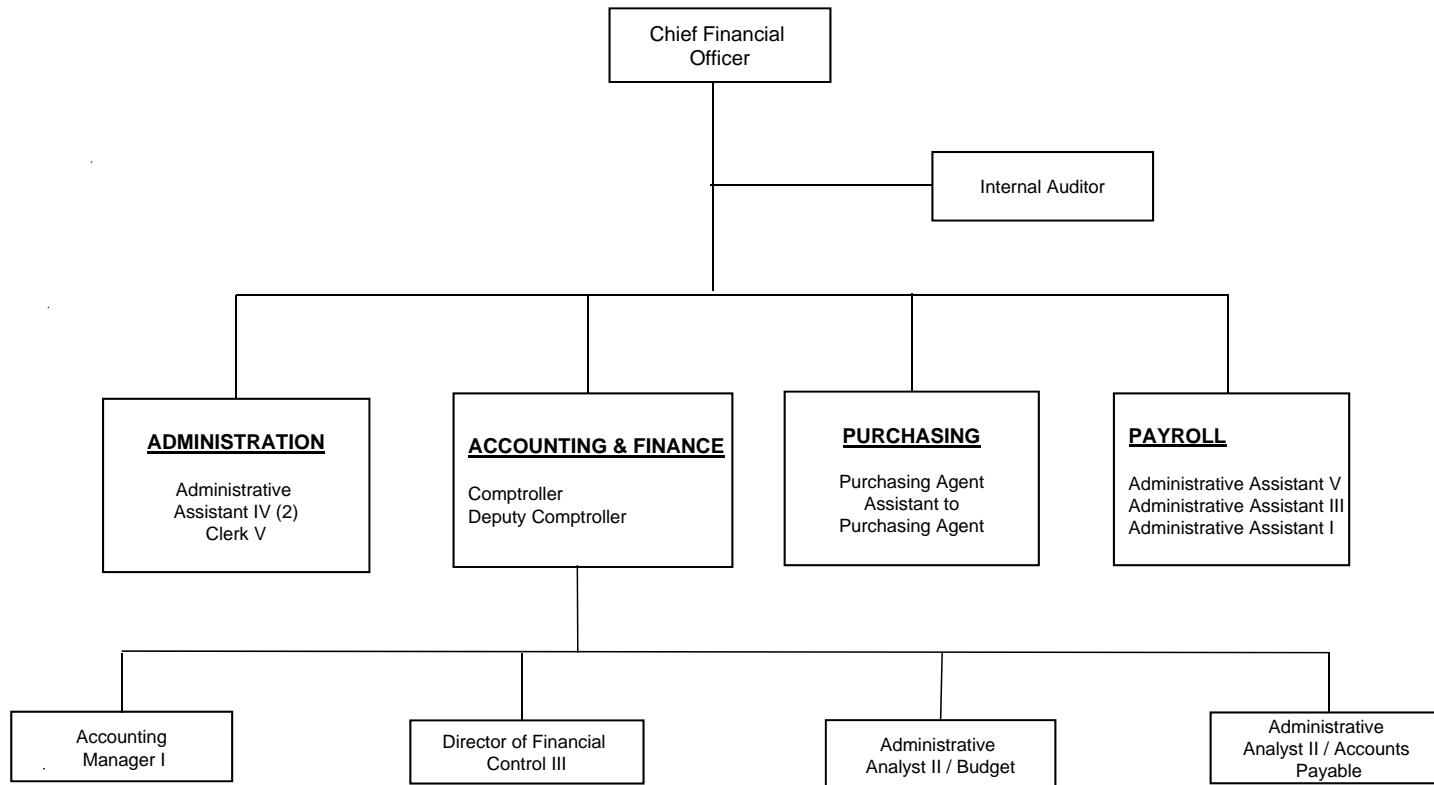 Chief Financial
Officer
Internal Auditor
ADMINISTRATION
Administrative
Assistant IV (2)
Clerk V
ACCOUNTING & FINANCE
Comptroller
Deputy Comptroller
PURCHASING
Purchasing Agent
Assistant to
Purchasing Agent
PAYROLL
Administrative Assistant V
Administrative Assistant III
Administrative Assistant I
Accounting
Manager I
Director of Financial
Control III
Administrative
Analyst II / Budget
Administrative
Analyst II / Accounts
Payable